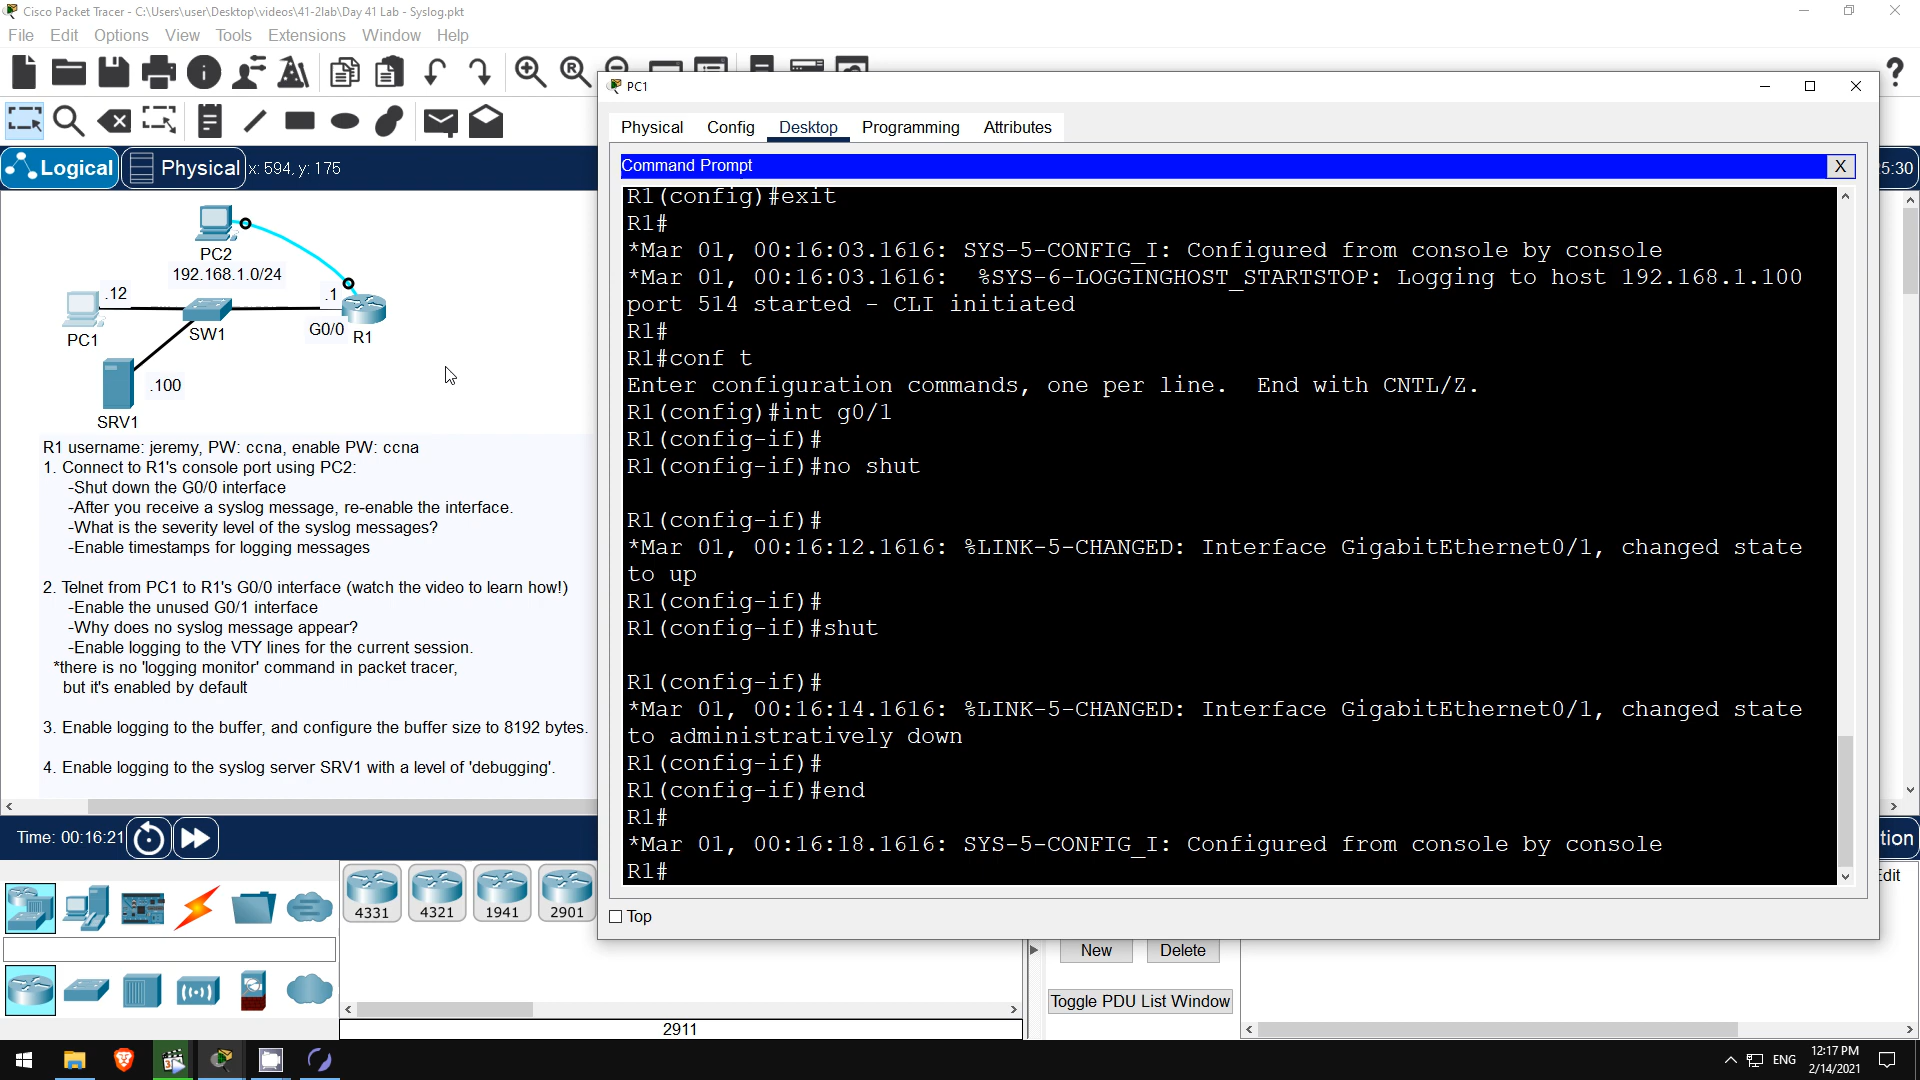 Cisco Packet Tracer - C:\Users\user\Desktop\videos\41-2lab\Day 41 Lab - Syslog.pkt
File Edit Options View Tools Extensions Window Help
PC1
Physical Config Desktop Programming Attributes
Logical Physical x: 594, y: 175
5:30
Command Prompt X
PC2
192.168.1.0/24
.12
.1
PC1
SW1
G0/0
R1
.100
SRV1
R1 username: jeremy, PW: ccna, enable PW: ccna
1. Connect to R1's console port using PC2:
-Shut down the G0/0 interface
-After you receive a syslog message, re-enable the interface.
-What is the severity level of the syslog messages?
-Enable timestamps for logging messages
2. Telnet from PC1 to R1's G0/0 interface (watch the video to learn how!)
-Enable the unused G0/1 interface
-Why does no syslog message appear?
-Enable logging to the VTY lines for the current session.
*there is no 'logging monitor' command in packet tracer,
but it's enabled by default
3. Enable logging to the buffer, and configure the buffer size to 8192 bytes.
4. Enable logging to the syslog server SRV1 with a level of 'debugging'.
R1(config)#exit
R1#
*Mar 01, 00:16:03.1616: SYS-5-CONFIG_I: Configured from console by console
*Mar 01, 00:16:03.1616:  %SYS-6-LOGGINGHOST_STARTSTOP: Logging to host 192.168.1.100
port 514 started - CLI initiated
R1#
R1#conf t
Enter configuration commands, one per line.  End with CNTL/Z.
R1(config)#int g0/1
R1(config-if)#
R1(config-if)#no shut
R1(config-if)#
*Mar 01, 00:16:12.1616: %LINK-5-CHANGED: Interface GigabitEthernet0/1, changed state
to up
R1(config-if)#
R1(config-if)#shut
R1(config-if)#
*Mar 01, 00:16:14.1616: %LINK-5-CHANGED: Interface GigabitEthernet0/1, changed state
to administratively down
R1(config-if)#
R1(config-if)#end
R1#
*Mar 01, 00:16:18.1616: SYS-5-CONFIG_I: Configured from console by console
R1#
Top
Time: 00:16:21
tion
4331 4321 1941 2901
Edit
New Delete
Toggle PDU List Window
2911
ENG
12:17 PM
2/14/2021